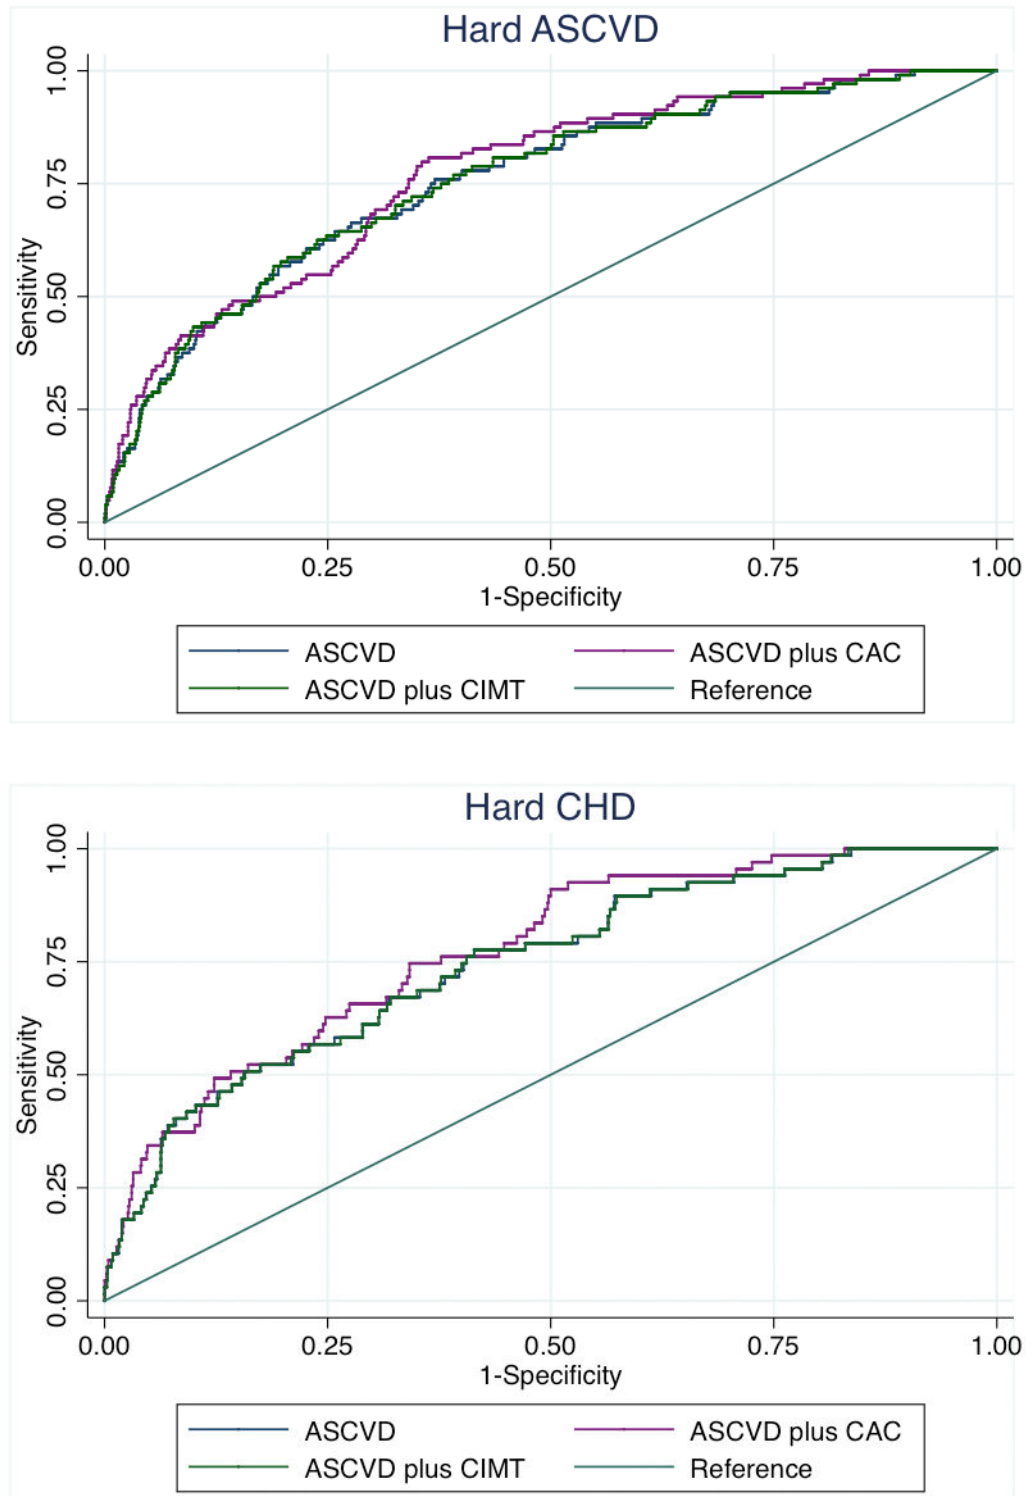 Hard ASCVD
1.00
0.75
0.50
0.25
0.00
Sensitivity
0.00 0.25 0.50 0.75 1.00
1-Specificity
ASCVD ASCVD plus CAC
ASCVD plus CIMT Reference
Hard CHD
1.00
0.75
0.50
0.25
0.00
Sensitivity
0.00 0.25 0.50 0.75 1.00
1-Specificity
ASCVD ASCVD plus CAC
ASCVD plus CIMT Reference